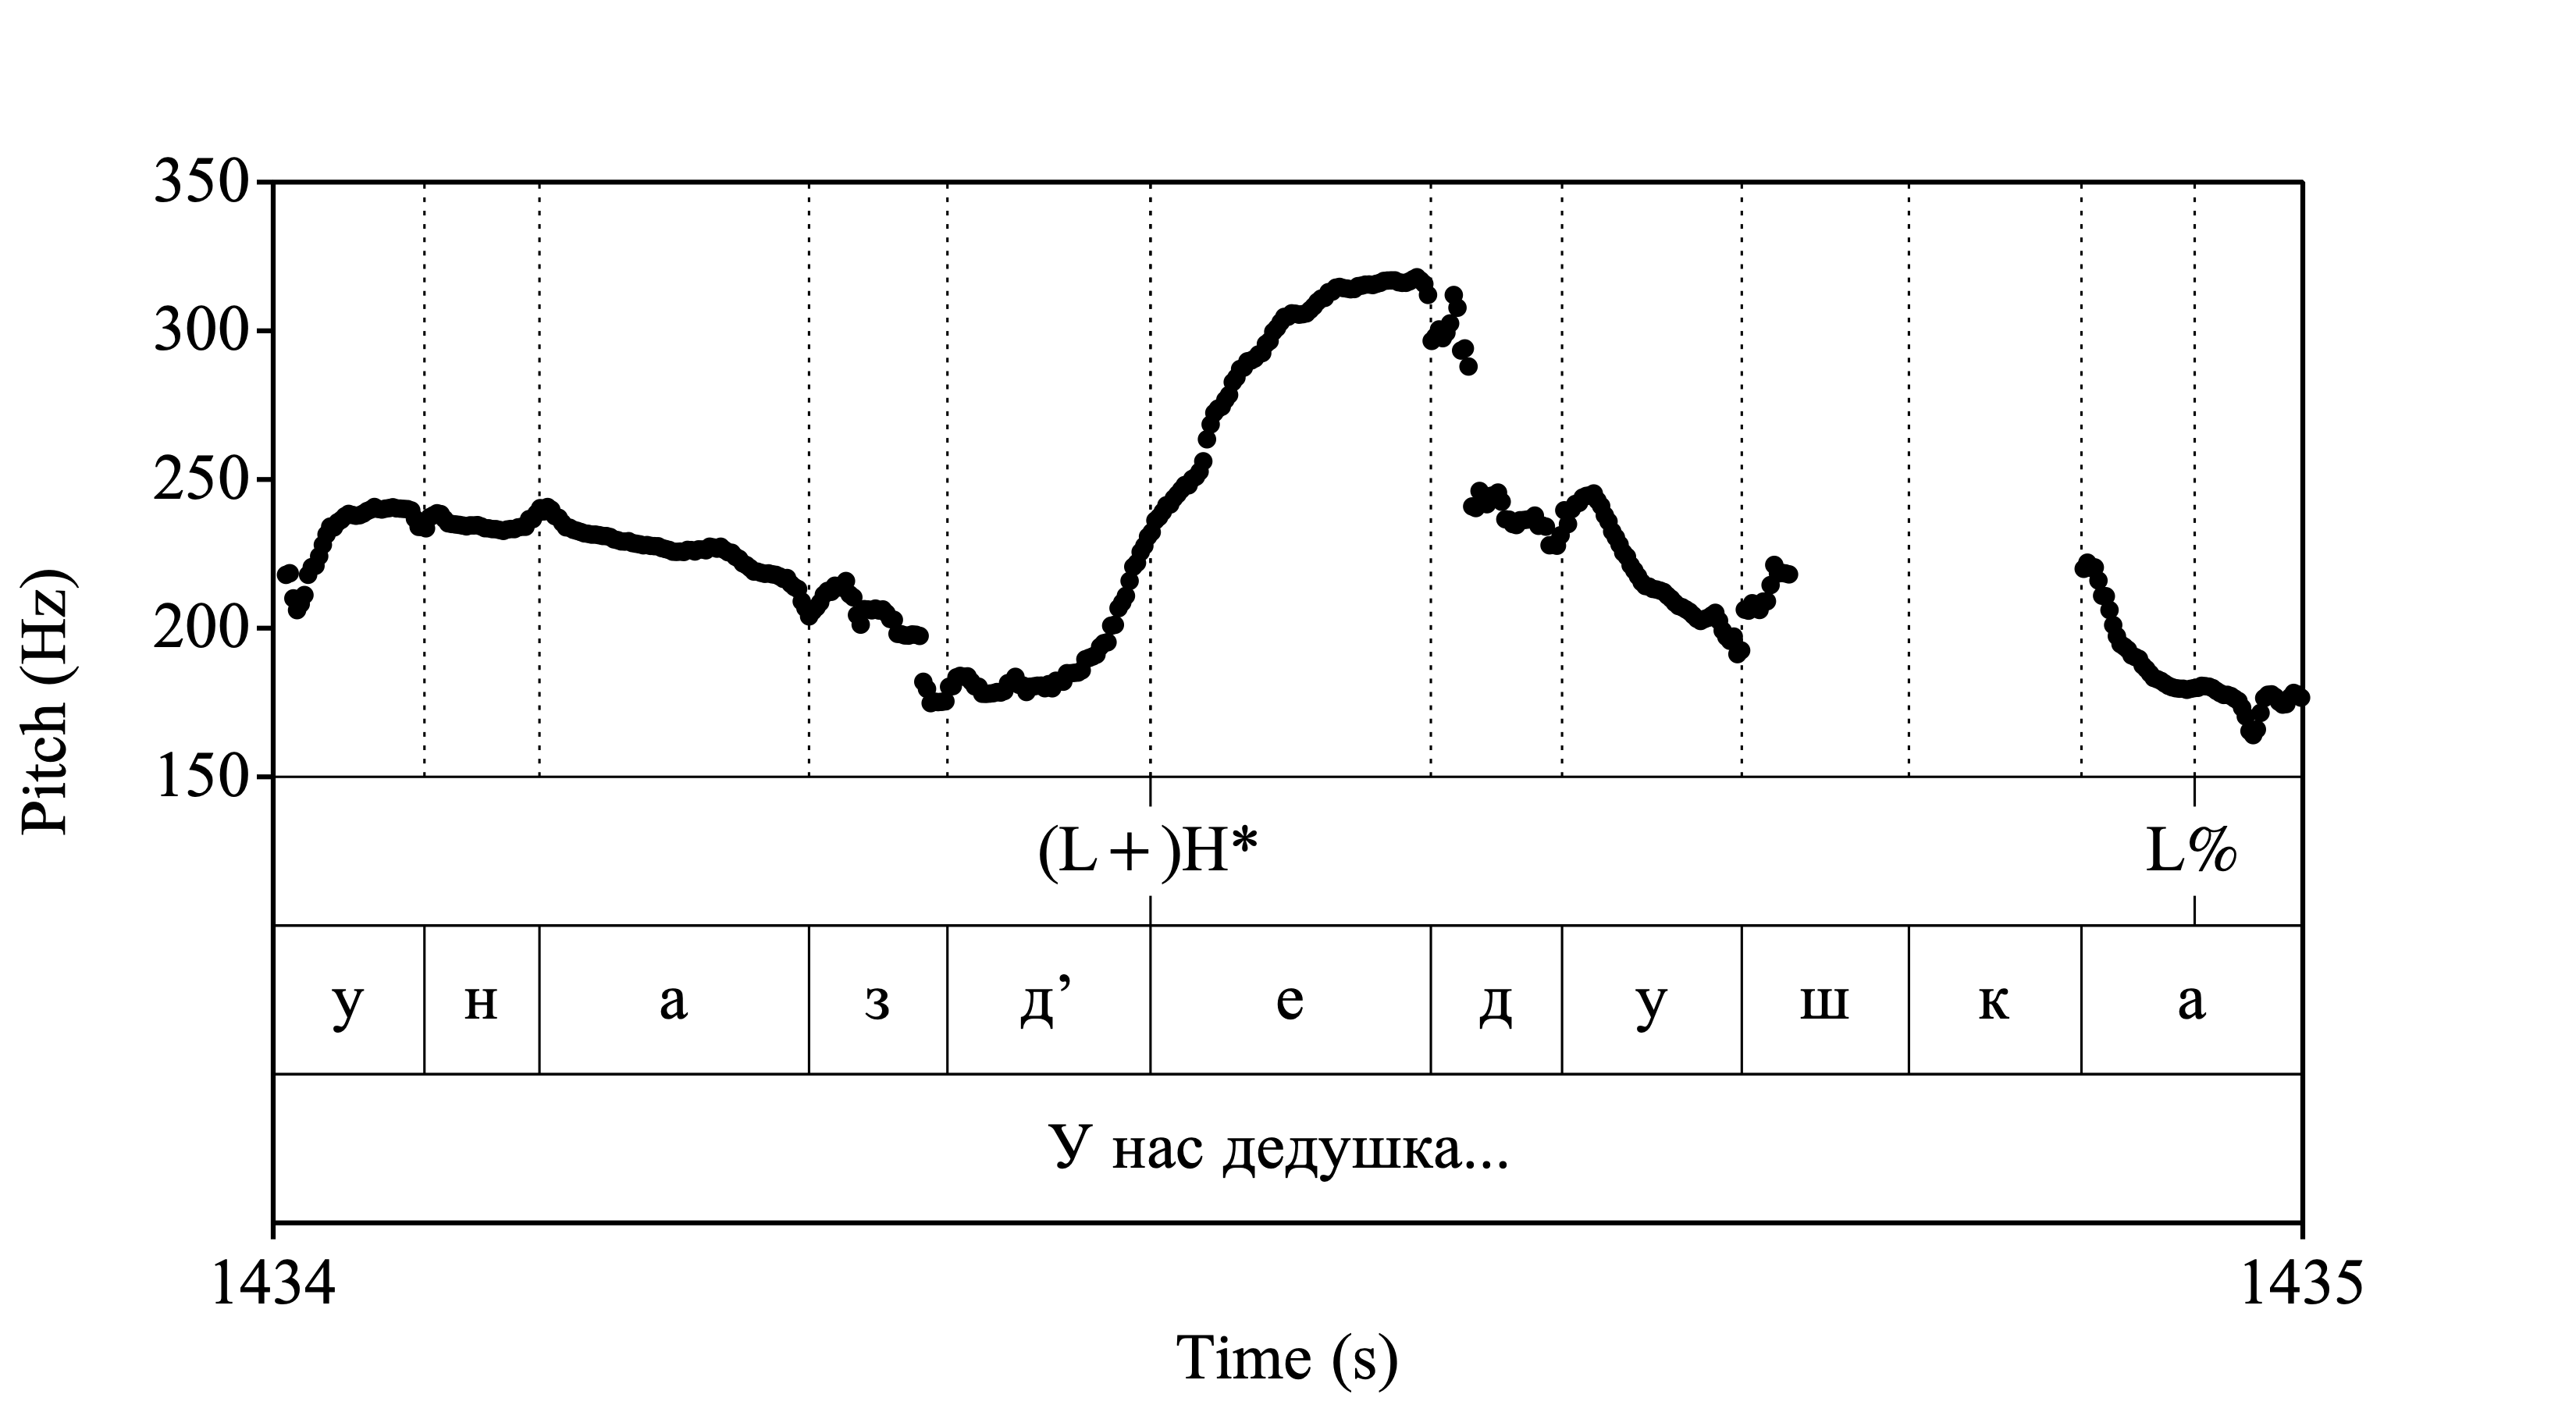 350
300
250
200
150
Pitch (Hz)
(L+)H* L%
у н а з д’ е д у ш к а
У нас дедушка...
1434 1435
Time (s)